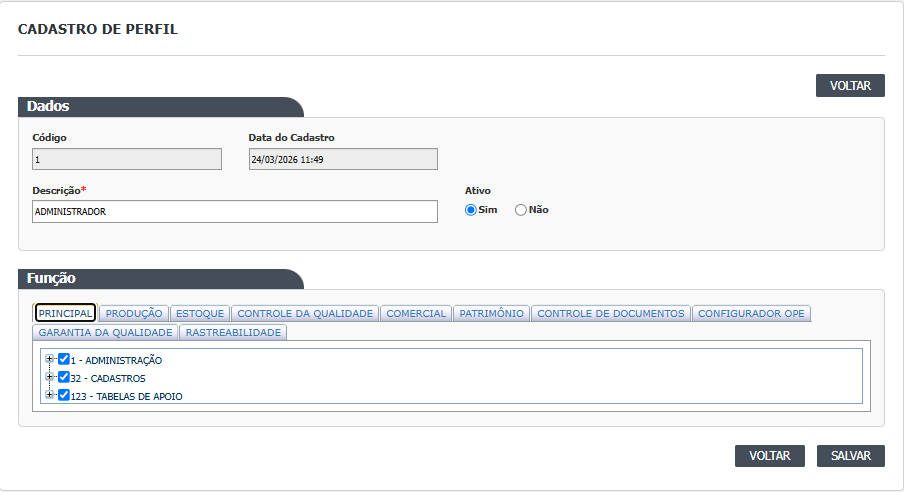 CADASTRO DE PERFIL
VOLTAR
Dados
Código Data do Cadastro
1 24/03/2026 11:49
Descrição* Ativo
ADMINISTRADOR Sim Não
Função
PRINCIPAL PRODUÇÃO ESTOQUE CONTROLE DA QUALIDADE COMERCIAL PATRIMÔNIO CONTROLE DE DOCUMENTOS CONFIGURADOR OPE
GARANTIA DA QUALIDADE RASTREABILIDADE
1 - ADMINISTRAÇÃO
32 - CADASTROS
123 - TABELAS DE APOIO
VOLTAR SALVAR